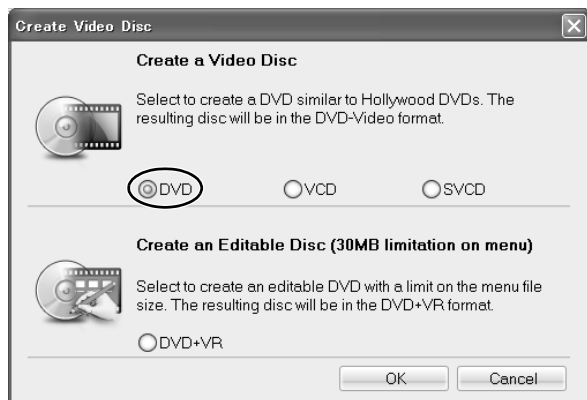 Create Video Disc
Create a Video Disc
Select to create a DVD similar to Hollywood DVDs. The
resulting disc will be in the DVD-Video format.
DVD
VCD
SVCD
Create an Editable Disc (30MB limitation on menu)
Select to create an editable DVD with a limit on the menu file
size. The resulting disc will be in the DVD+VR format.
DVD+VR
OK
Cancel